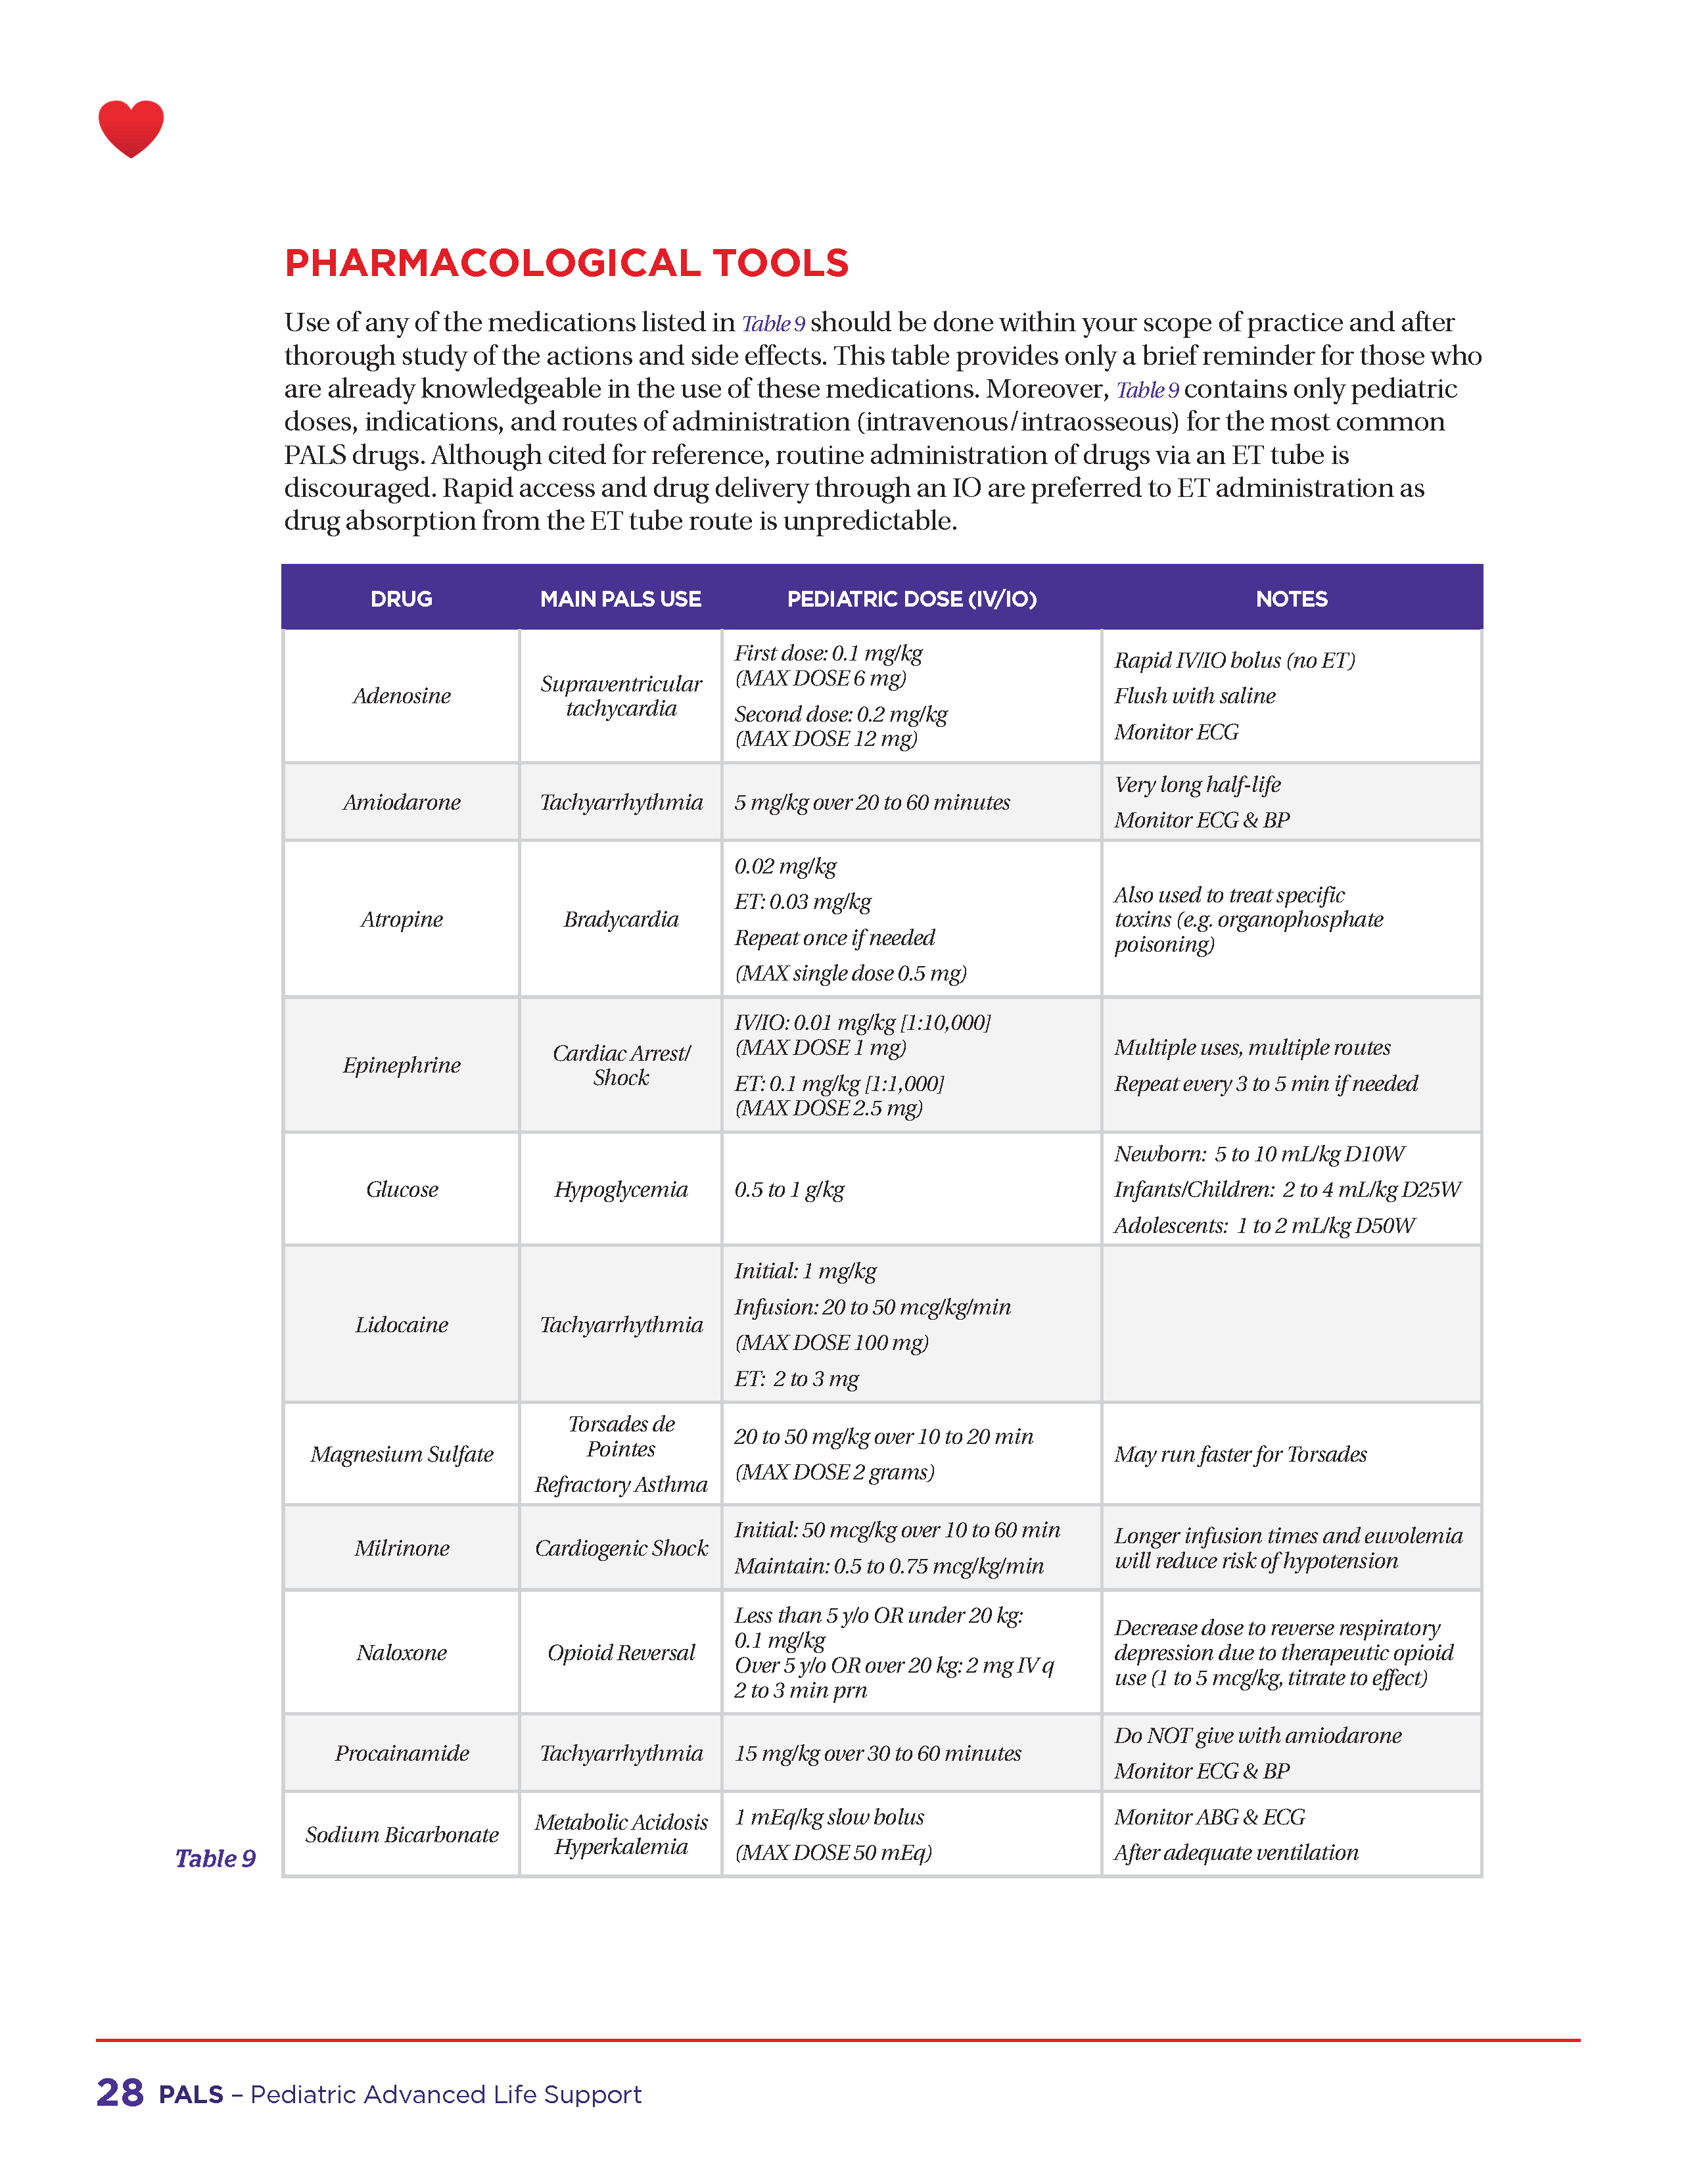 PHARMACOLOGICAL TOOLS
Use of any of the medications listed in Table 9 should be done within your scope of practice and after
thorough study of the actions and side effects. This table provides only a brief reminder for those who
are already knowledgeable in the use of these medications. Moreover, Table 9 contains only pediatric
doses, indications, and routes of administration (intravenous/intraosseous) for the most common
PALS drugs. Although cited for reference, routine administration of drugs via an ET tube is
discouraged. Rapid access and drug delivery through an IO are preferred to ET administration as
drug absorption from the ET tube route is unpredictable.
DRUG
MAIN PALS USE
PEDIATRIC DOSE (IV/IO)
NOTES
Adenosine
Supraventricular
tachycardia
First dose: 0.1 mg/kg
(MAX DOSE 6 mg)
Second dose: 0.2 mg/kg
(MAX DOSE 12 mg)
Rapid IV/IO bolus (no ET)
Flush with saline
Monitor ECG
Amiodarone
Tachyarrhythmia
5 mg/kg over 20 to 60 minutes
Very long half-life
Monitor ECG & BP
Atropine
Bradycardia
0.02 mg/kg
ET: 0.03 mg/kg
Repeat once if needed
(MAX single dose 0.5 mg)
Also used to treat specific
toxins (e.g. organophosphate
poisoning)
Epinephrine
Cardiac Arrest/
Shock
IV/IO: 0.01 mg/kg [1:10,000]
(MAX DOSE 1 mg)
ET: 0.1 mg/kg [1:1,000]
(MAX DOSE 2.5 mg)
Multiple uses, multiple routes
Repeat every 3 to 5 min if needed
Glucose
Hypoglycemia
0.5 to 1 g/kg
Newborn: 5 to 10 mL/kg D10W
Infants/Children: 2 to 4 mL/kg D25W
Adolescents: 1 to 2 mL/kg D50W
Lidocaine
Tachyarrhythmia
Initial: 1 mg/kg
Infusion: 20 to 50 mcg/kg/min
(MAX DOSE 100 mg)
ET: 2 to 3 mg
Magnesium Sulfate
Torsades de
Pointes
Refractory Asthma
20 to 50 mg/kg over 10 to 20 min
(MAX DOSE 2 grams)
May run faster for Torsades
Milrinone
Cardiogenic Shock
Initial: 50 mcg/kg over 10 to 60 min
Maintain: 0.5 to 0.75 mcg/kg/min
Longer infusion times and euvolemia
will reduce risk of hypotension
Naloxone
Opioid Reversal
Less than 5 y/o OR under 20 kg:
0.1 mg/kg
Over 5 y/o OR over 20 kg: 2 mg IV q
2 to 3 min prn
Decrease dose to reverse respiratory
depression due to therapeutic opioid
use (1 to 5 mcg/kg, titrate to effect)
Procainamide
Tachyarrhythmia
15 mg/kg over 30 to 60 minutes
Do NOT give with amiodarone
Monitor ECG & BP
Sodium Bicarbonate
Metabolic Acidosis
Hyperkalemia
1 mEq/kg slow bolus
(MAX DOSE 50 mEq)
Monitor ABG & ECG
After adequate ventilation
Table 9
28 PALS – Pediatric Advanced Life Support